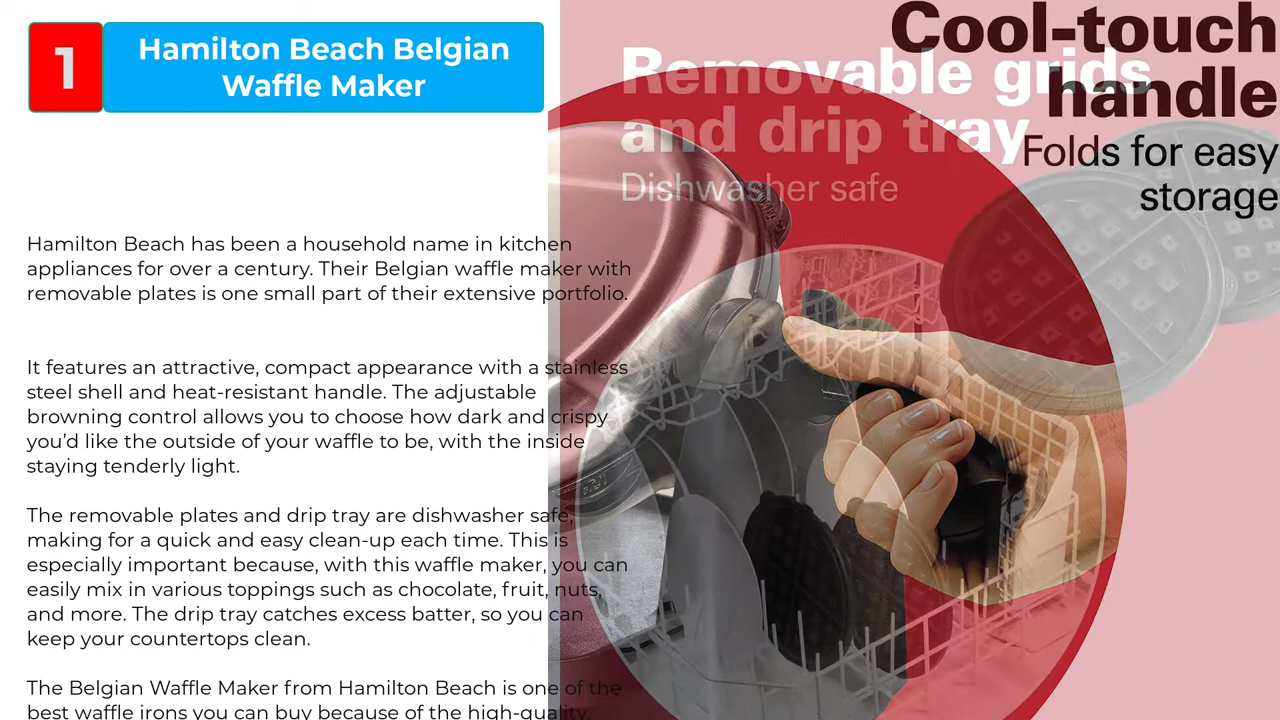 1
Hamilton Beach Belgian
Waffle Maker
Hamilton Beach has been a household name in kitchen
appliances for over a century. Their Belgian waffle maker with
removable plates is one small part of their extensive portfolio.
It features an attractive, compact appearance with a stainless
steel shell and heat-resistant handle. The adjustable
browning control allows you to choose how dark and crispy
you’d like the outside of your waffle to be, with the inside
staying tenderly light.
The removable plates and drip tray are dishwasher safe,
making for a quick and easy clean-up each time. This is
especially important because, with this waffle maker, you can
easily mix in various toppings such as chocolate, fruit, nuts,
and more. The drip tray catches excess batter, so you can
keep your countertops clean.
The Belgian Waffle Maker from Hamilton Beach is one of the
best waffle irons you can buy because of the high-quality,
Removable grids
and drip tray
Dishwasher safe
Cool-touch
handle
Folds for easy
storage